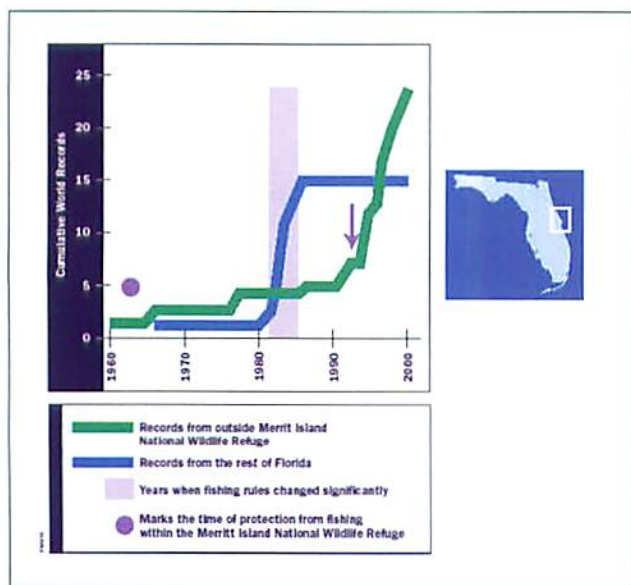 Cumulative World Records
25
20
15
10
5
0
1960
1970
1980
1990
2000
Records from outside Merrit Island
National Wildlife Refuge
Records from the rest of Florida
Years when fishing rules changed significantly
Marks the time of protection from fishing
within the Merritt Island National Wildlife Refuge